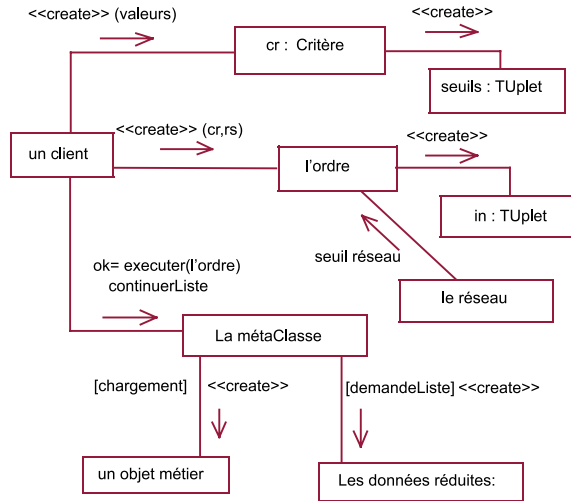 <<create>> (valeurs)
<<create>>
cr :  Critère
seuils : TUplet
<<create>> (cr,rs)
<<create>>
un client
l'ordre
in : TUplet
seuil réseau
ok= executer(l'ordre)
continuerListe
le réseau
La métaClasse
[chargement]
<<create>>
[demandeListe] <<create>>
un objet métier
Les données réduites: